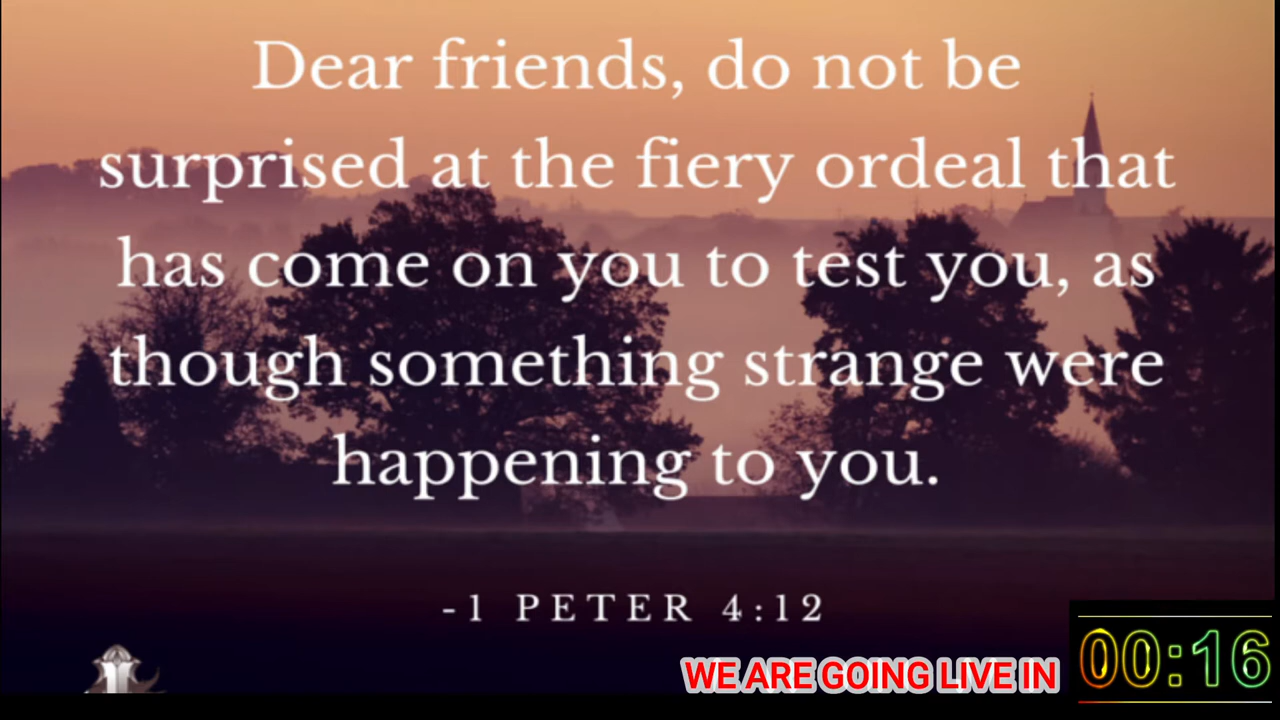 Dear friends, do not be
surprised at the fiery ordeal that
has come on you to test you, as
though something strange were
happening to you.
-1 PETER 4:12
WE ARE GOING LIVE IN 00:16